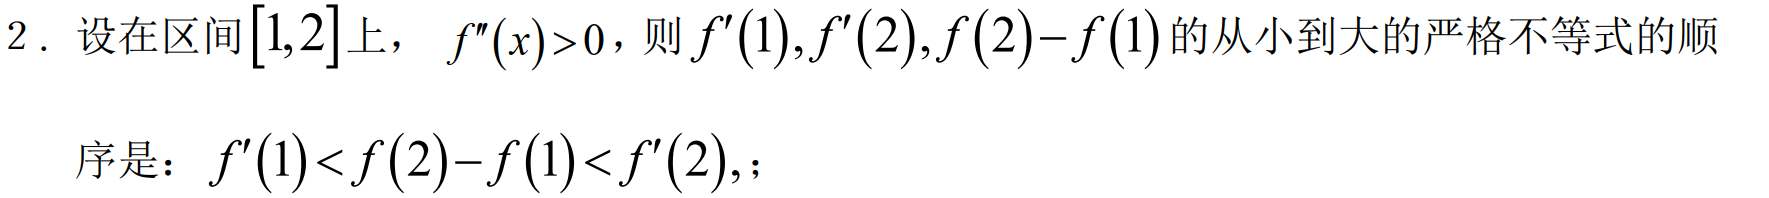 2．设在区间[1,2]上， f″(x)>0，则f′(1),f′(2),f(2)−f(1)的从小到大的严格不等式的顺
序是：f′(1)<f(2)−f(1)<f′(2),；